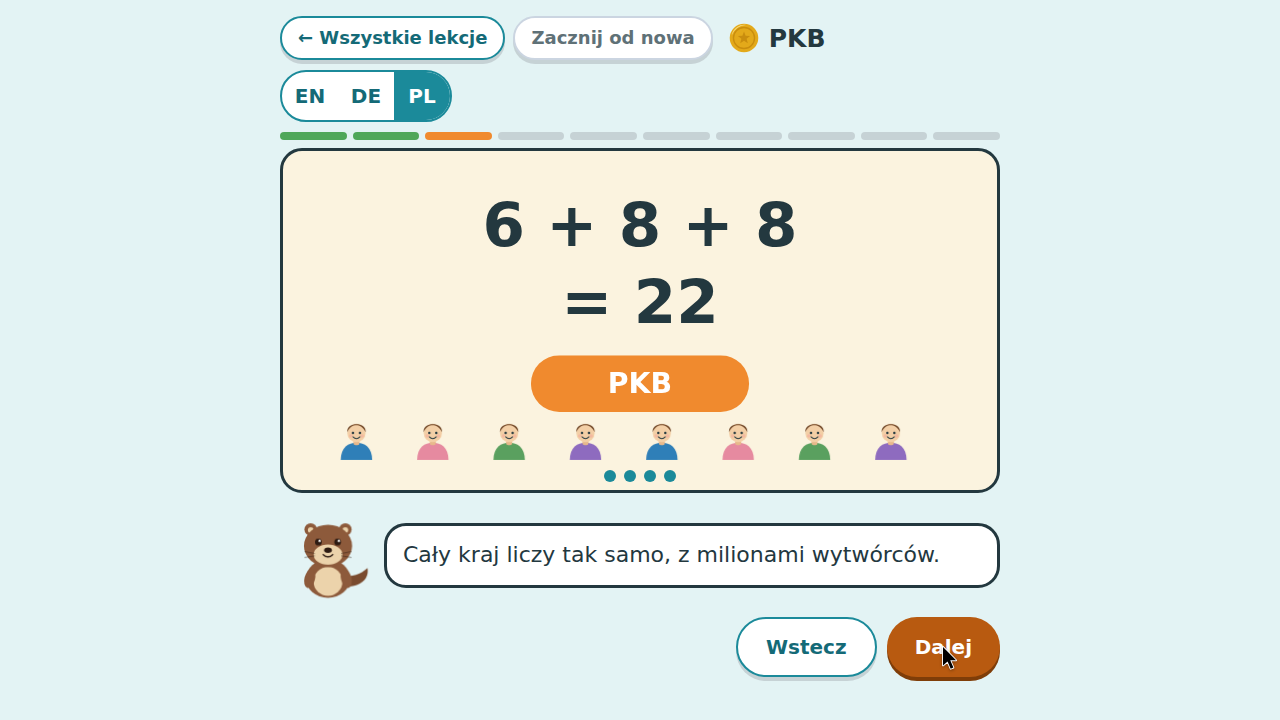 ← Wszystkie lekcje
Zacznij od nowa
PKB
EN DE PL
6 + 8 + 8
= 22
PKB
Cały kraj liczy tak samo, z milionami wytwórców.
Wstecz
Dalej